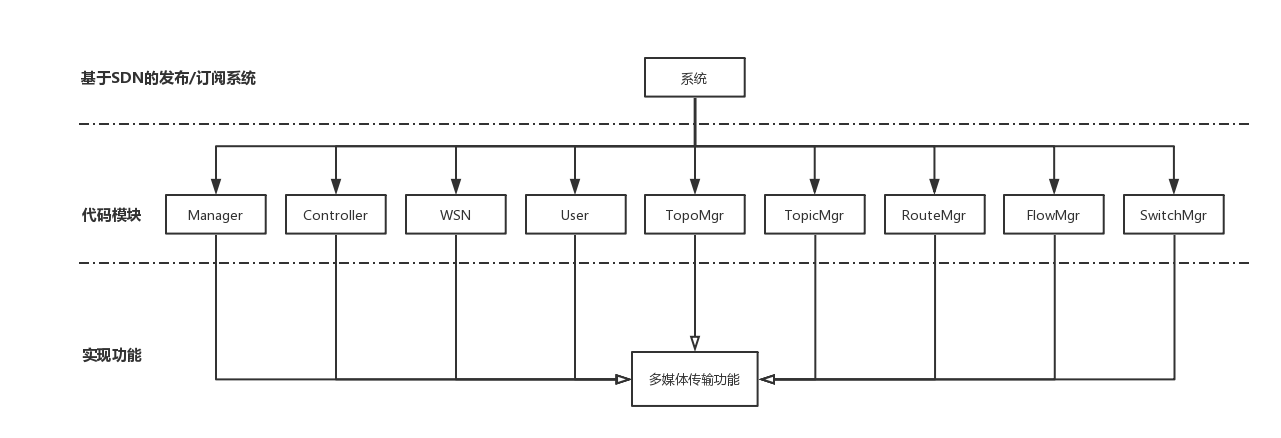 基于SDN的发布/订阅系统
系统
代码模块
Manager
Controller
WSN
User
TopoMgr
TopicMgr
RouteMgr
FlowMgr
SwitchMgr
实现功能
多媒体传输功能